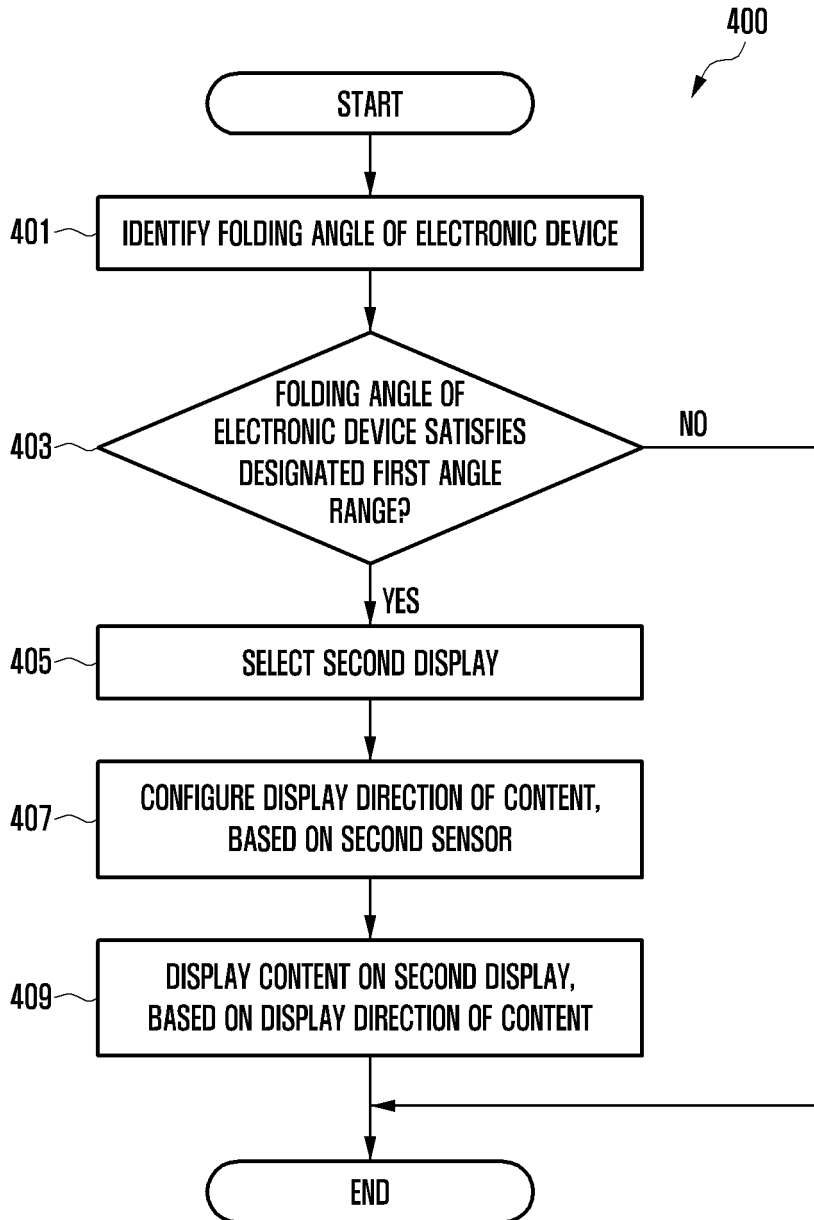 400
START
401
IDENTIFY FOLDING ANGLE OF ELECTRONIC DEVICE
403
FOLDING ANGLE OF
ELECTRONIC DEVICE SATISFIES
DESIGNATED FIRST ANGLE
RANGE?
NO
YES
405
SELECT SECOND DISPLAY
407
CONFIGURE DISPLAY DIRECTION OF CONTENT,
BASED ON SECOND SENSOR
409
DISPLAY CONTENT ON SECOND DISPLAY,
BASED ON DISPLAY DIRECTION OF CONTENT
END